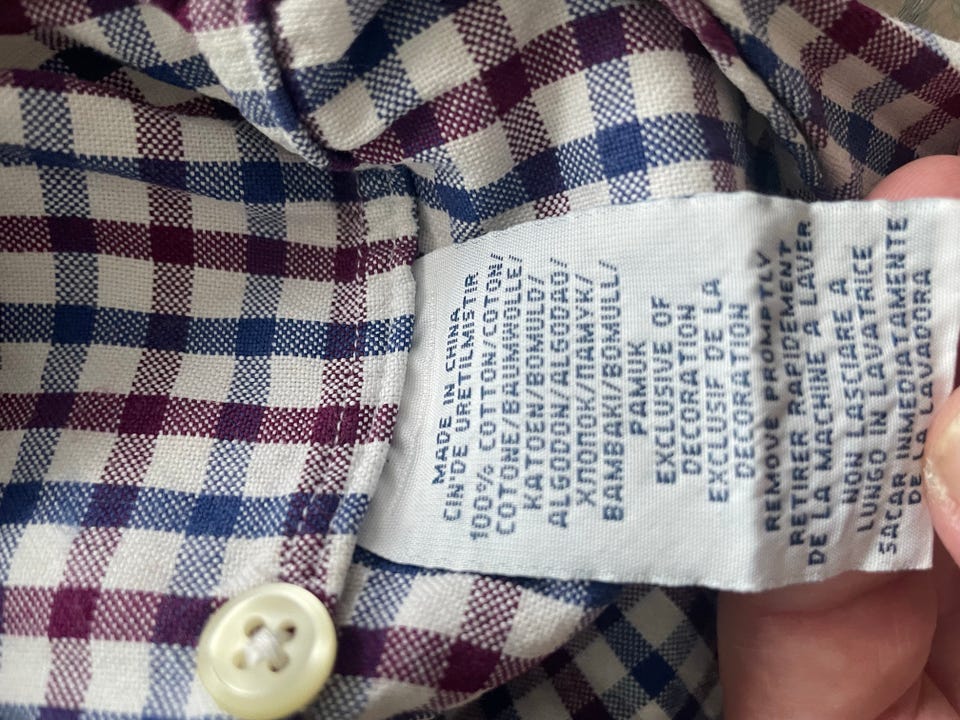 MADE IN CHINA
CIN'DE URETILMISTIR
100% COTTON/COTON/
COTONE/BAUMWOLLE/
KATOEN/BOMULD/
ALGODON/ALGODAO/
ΧΛΟΠΟΚ/ΠΑΜVΚ/
BAMBAKI/BOMULL/
PAMUK
EXCLUSIVE OF
DECORATION
EXCLUSIF DE LA
DECORATION
REMOVE PROMPTLY
RETIRER RAPIDEMENT
DE LA MACHINE A LAVER
NON LASCIARE A
LUNGO IN LAVATRICE
SACAR INMEDIATAMENTE
DE LA LAVADORA